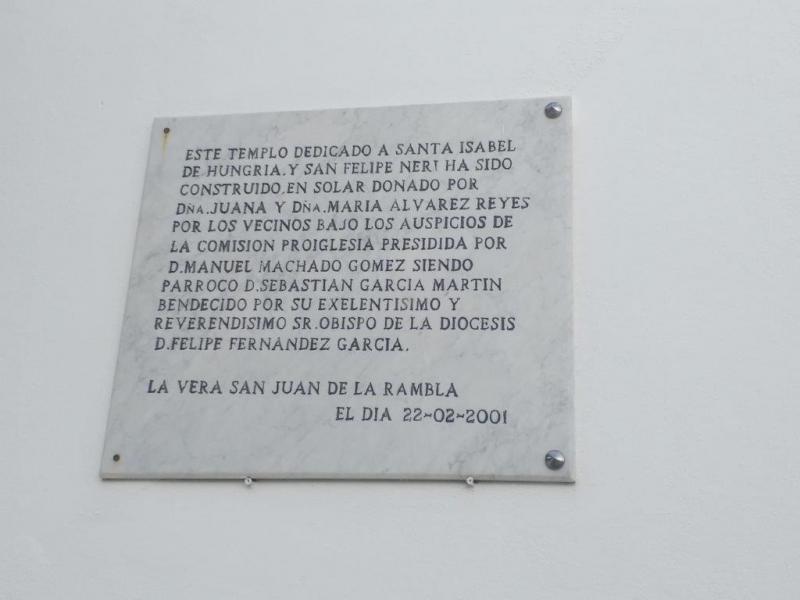 ESTE TEMPLO DEDICADO A SANTA ISABEL
DE HUNGRIA, Y SAN FELIPE NERI HA SIDO
CONSTRUIDO, EN SOLAR DONADO POR
DÑA. JUANA Y DÑA. MARIA ALVAREZ REYES
POR LOS VECINOS BAJO LOS AUSPICIOS DE
LA COMISION PROIGLESIA PRESIDIDA POR
D. MANUEL MACHADO GOMEZ SIENDO
PARROCO D. SEBASTIAN GARCIA MARTIN
BENDECIDO POR SU EXELENTISIMO Y
REVERENDISIMO SR. OBISPO DE LA DIOCESIS
D. FELIPE FERNANDEZ GARCIA.
LA VERA SAN JUAN DE LA RAMBLA
EL DIA 22-02-2001